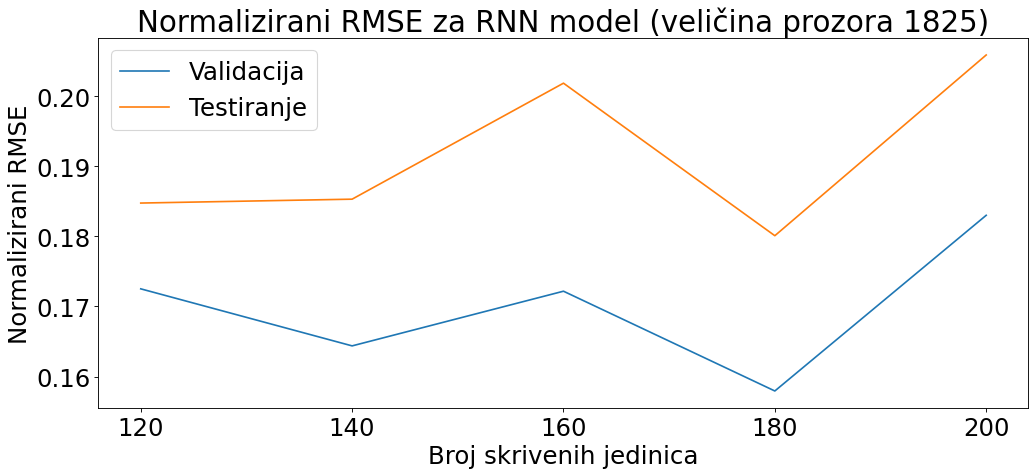 Normalizirani RMSE za RNN model (veličina prozora 1825)
Validacija
Testiranje
Normalizirani RMSE
0.20
0.19
0.18
0.17
0.16
120 140 160 180 200
Broj skrivenih jedinica